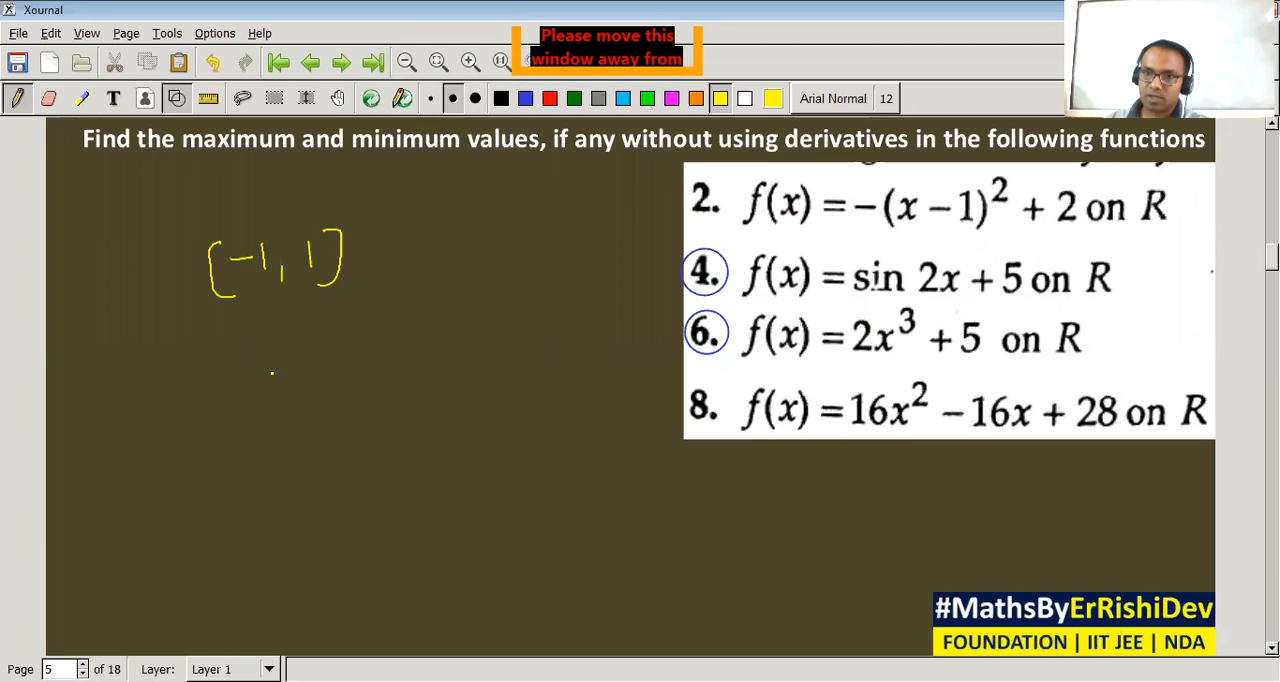 Xournal
File Edit View Page Tools Options Help
Please move this
window away from
Arial Normal 12
Find the maximum and minimum values, if any without using derivatives in the following functions
2. f(x) = −(x − 1)² + 2 on R
[−1, 1]
4. f(x) = sin 2x + 5 on R
6. f(x) = 2x³ + 5 on R
8. f(x) = 16x² − 16x + 28 on R
#MathsByErRishiDev
FOUNDATION | IIT JEE | NDA
Page 5 of 18 Layer: Layer 1